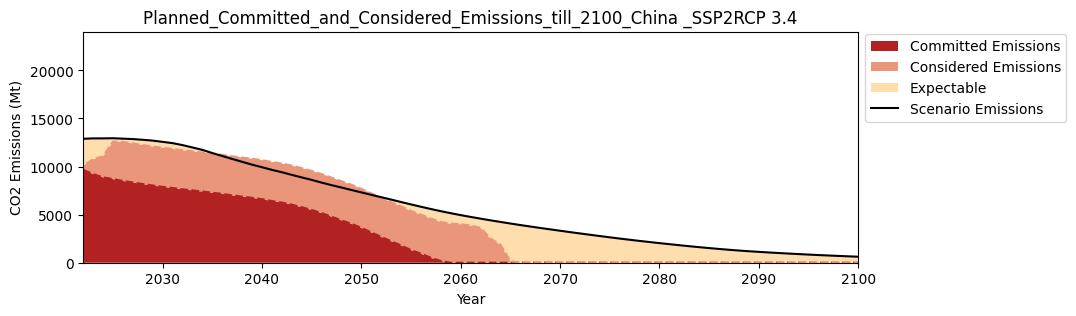 Planned_Committed_and_Considered_Emissions_till_2100_China _SSP2RCP 3.4
Committed Emissions
Considered Emissions
Expectable
Scenario Emissions
CO2 Emissions (Mt)
20000
15000
10000
5000
0
2030 2040 2050 2060 2070 2080 2090 2100
Year